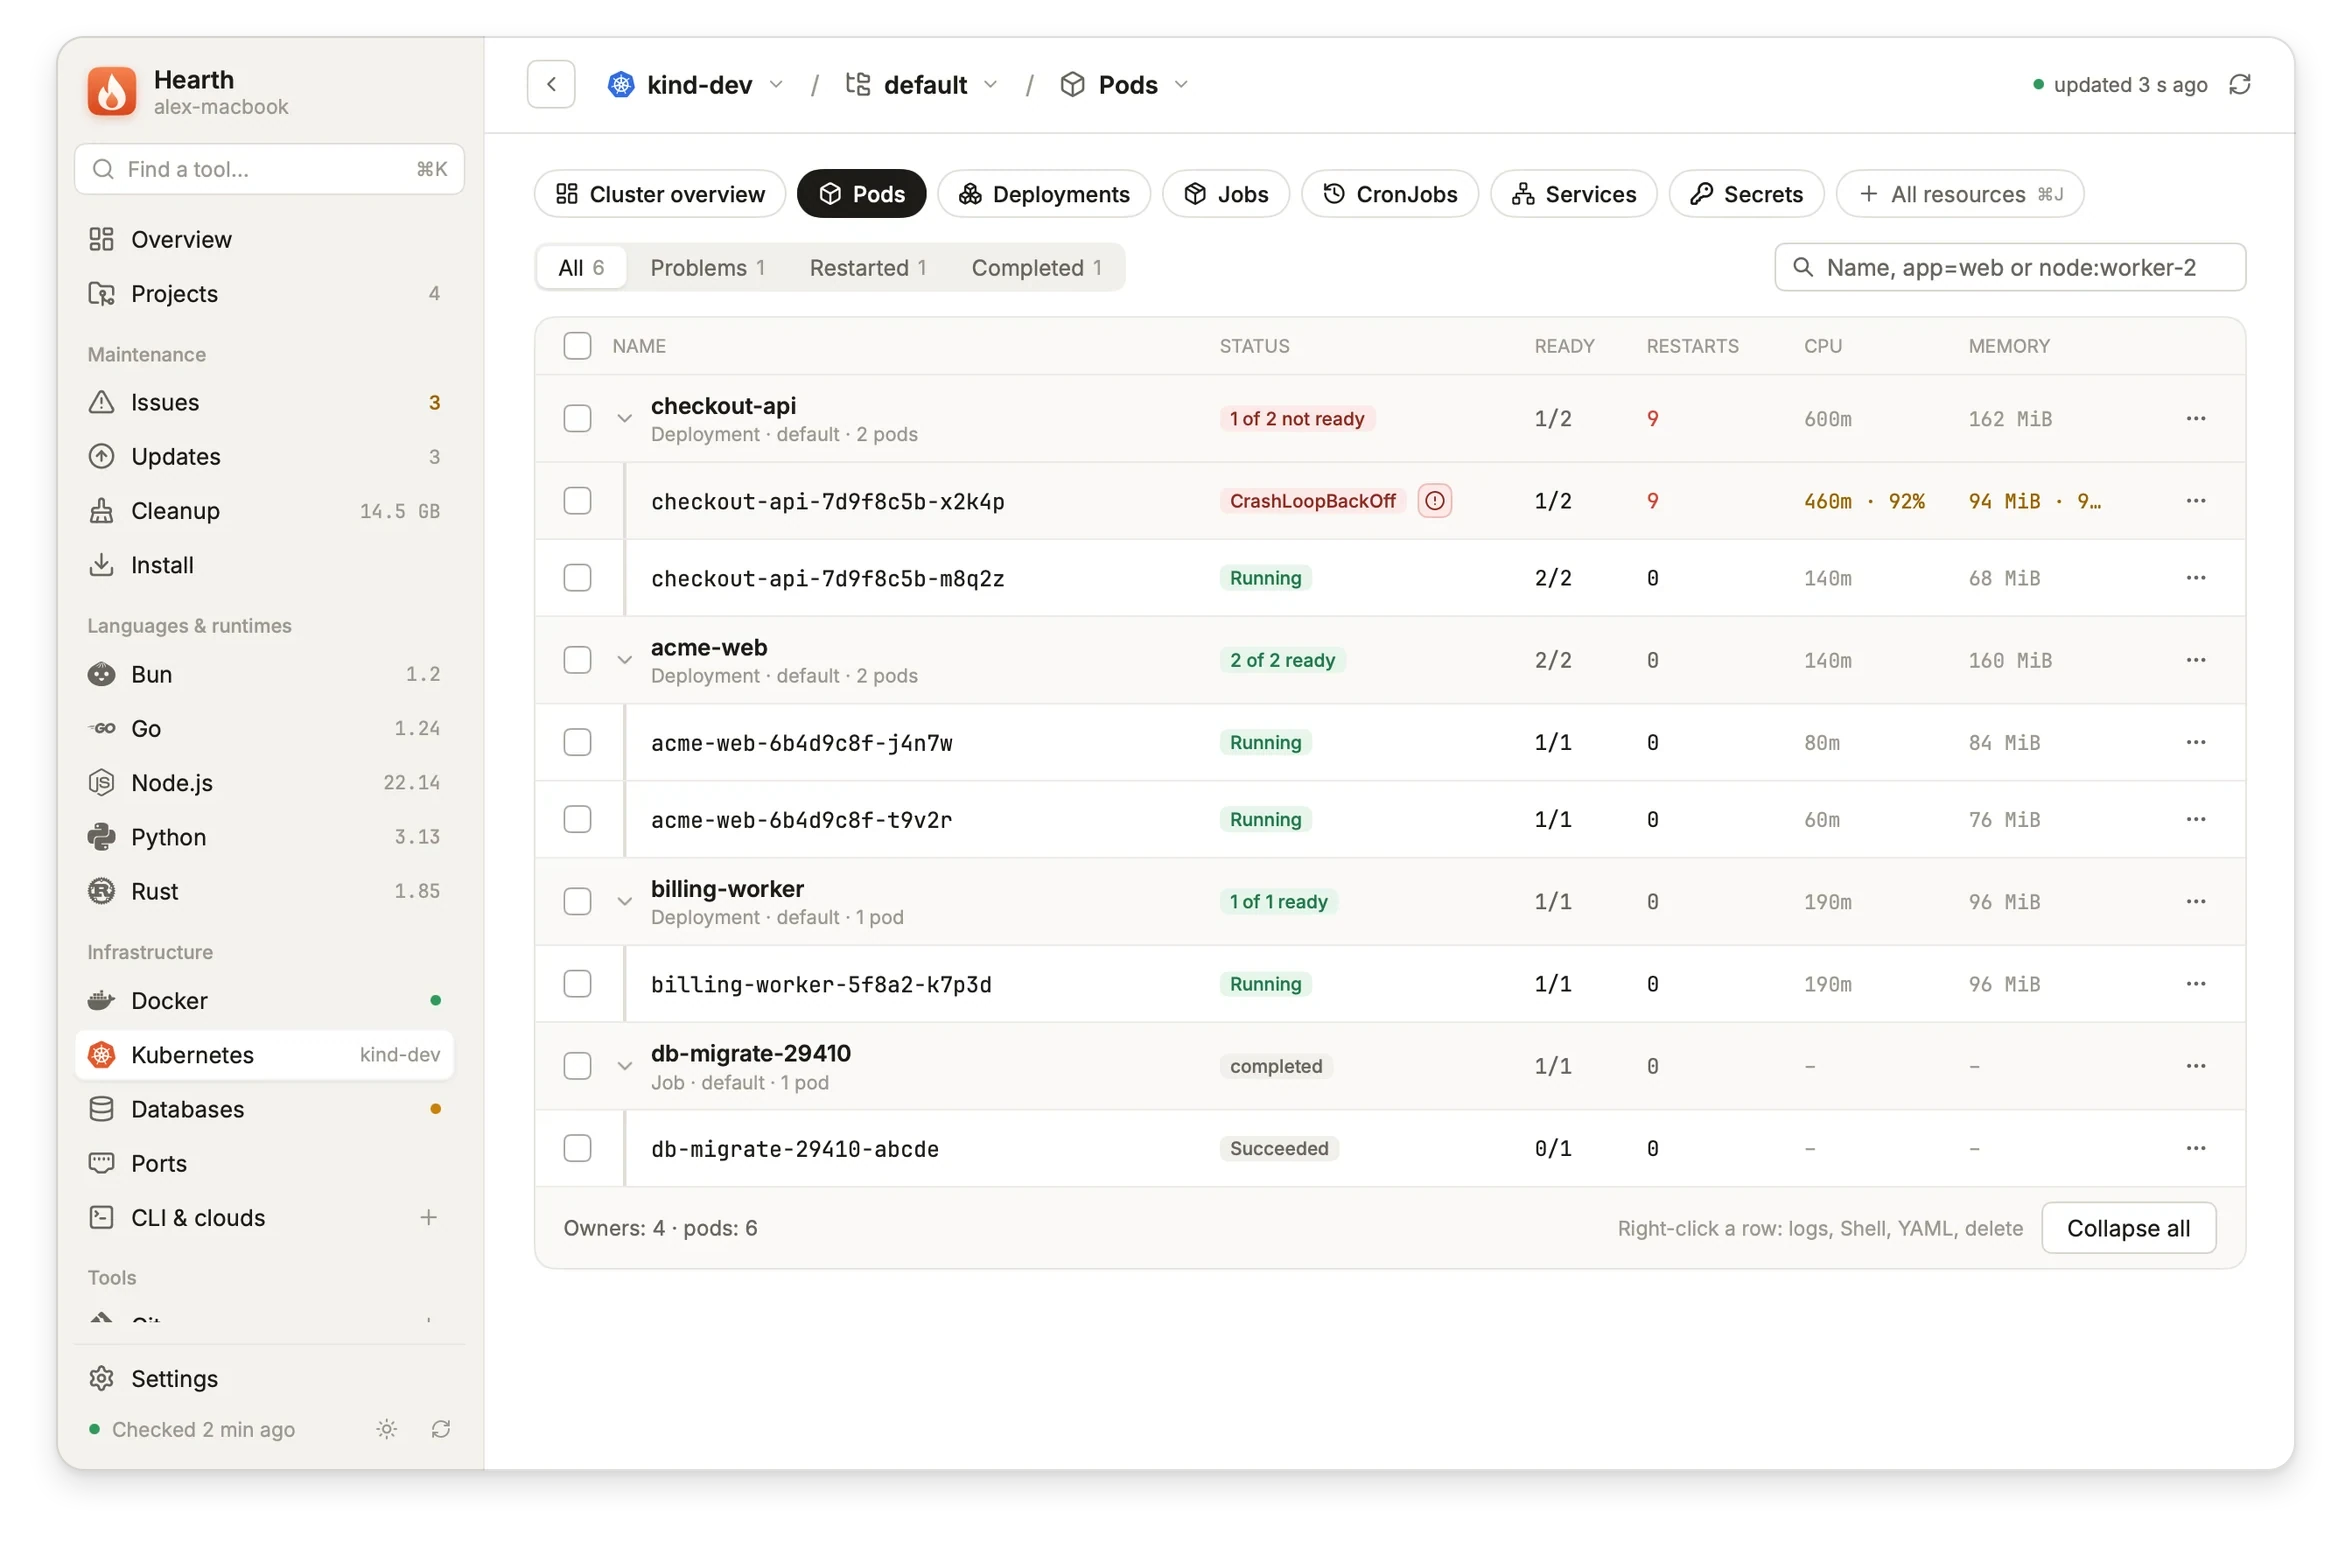 Hearth
alex-macbook
Find a tool... ⌘K
Overview
Projects 4
Maintenance
Issues 3
Updates 3
Cleanup 14.5 GB
Install
Languages & runtimes
Bun 1.2
Go 1.24
Node.js 22.14
Python 3.13
Rust 1.85
Infrastructure
Docker
Kubernetes kind-dev
Databases
Ports
CLI & clouds
Tools
Settings
Checked 2 min ago
kind-dev / default / Pods
updated 3 s ago
Cluster overview Pods Deployments Jobs CronJobs Services Secrets All resources ⌘J
All 6 Problems 1 Restarted 1 Completed 1
Name, app=web or node:worker-2
NAME STATUS READY RESTARTS CPU MEMORY
checkout-api 1 of 2 not ready 1/2 9 600m 162 MiB
Deployment · default · 2 pods
checkout-api-7d9f8c5b-x2k4p CrashLoopBackOff 1/2 9 460m · 92% 94 MiB · 9…
checkout-api-7d9f8c5b-m8q2z Running 2/2 0 140m 68 MiB
acme-web 2 of 2 ready 2/2 0 140m 160 MiB
Deployment · default · 2 pods
acme-web-6b4d9c8f-j4n7w Running 1/1 0 80m 84 MiB
acme-web-6b4d9c8f-t9v2r Running 1/1 0 60m 76 MiB
billing-worker 1 of 1 ready 1/1 0 190m 96 MiB
Deployment · default · 1 pod
billing-worker-5f8a2-k7p3d Running 1/1 0 190m 96 MiB
db-migrate-29410 completed 1/1 0 – –
Job · default · 1 pod
db-migrate-29410-abcde Succeeded 0/1 0 – –
Owners: 4 · pods: 6
Right-click a row: logs, Shell, YAML, delete
Collapse all